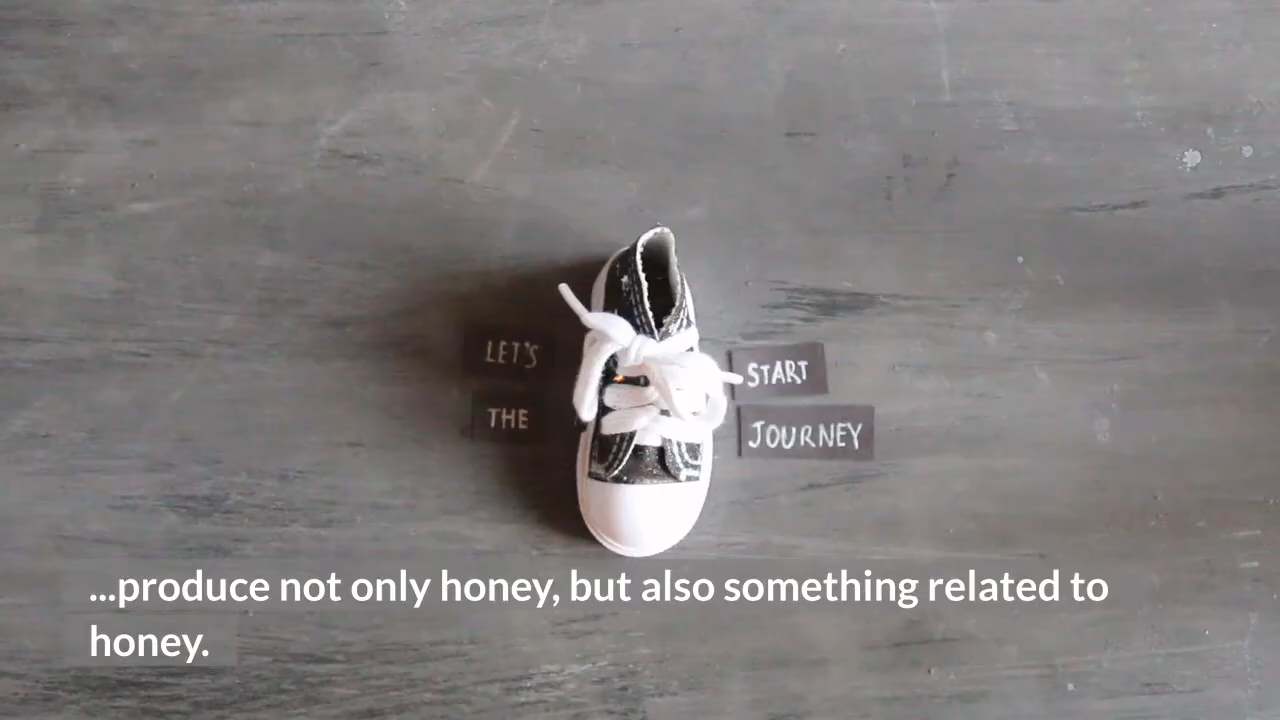 LET'S START
THE JOURNEY
...produce not only honey, but also something related to
honey.